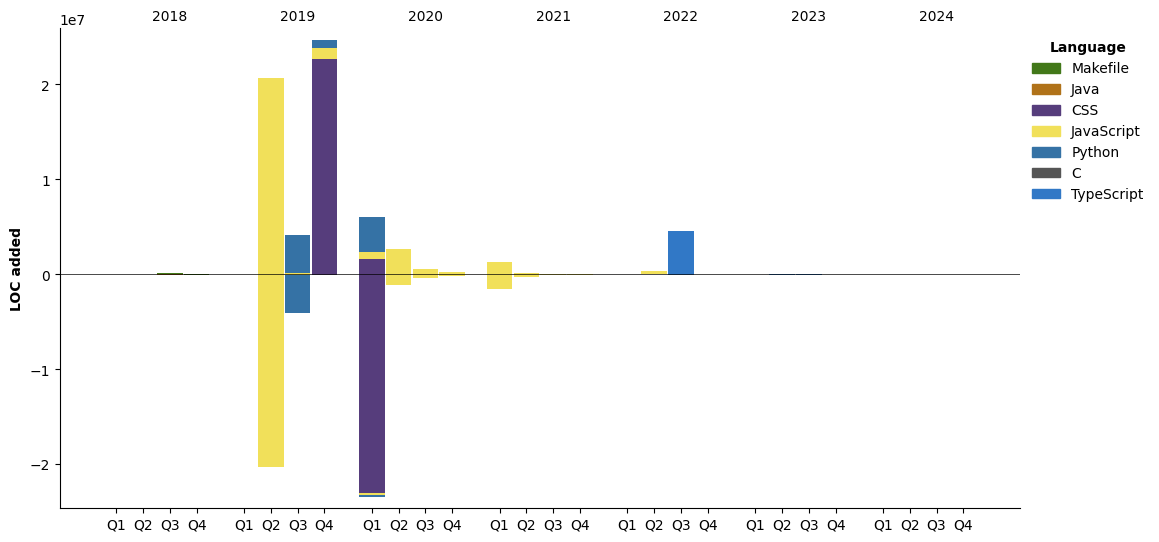 1e7
2018 2019 2020 2021 2022 2023 2024
Language
Makefile
Java
CSS
JavaScript
Python
C
TypeScript
LOC added
2
1
0
−1
−2
Q1 Q2 Q3 Q4 Q1 Q2 Q3 Q4 Q1 Q2 Q3 Q4 Q1 Q2 Q3 Q4 Q1 Q2 Q3 Q4 Q1 Q2 Q3 Q4 Q1 Q2 Q3 Q4